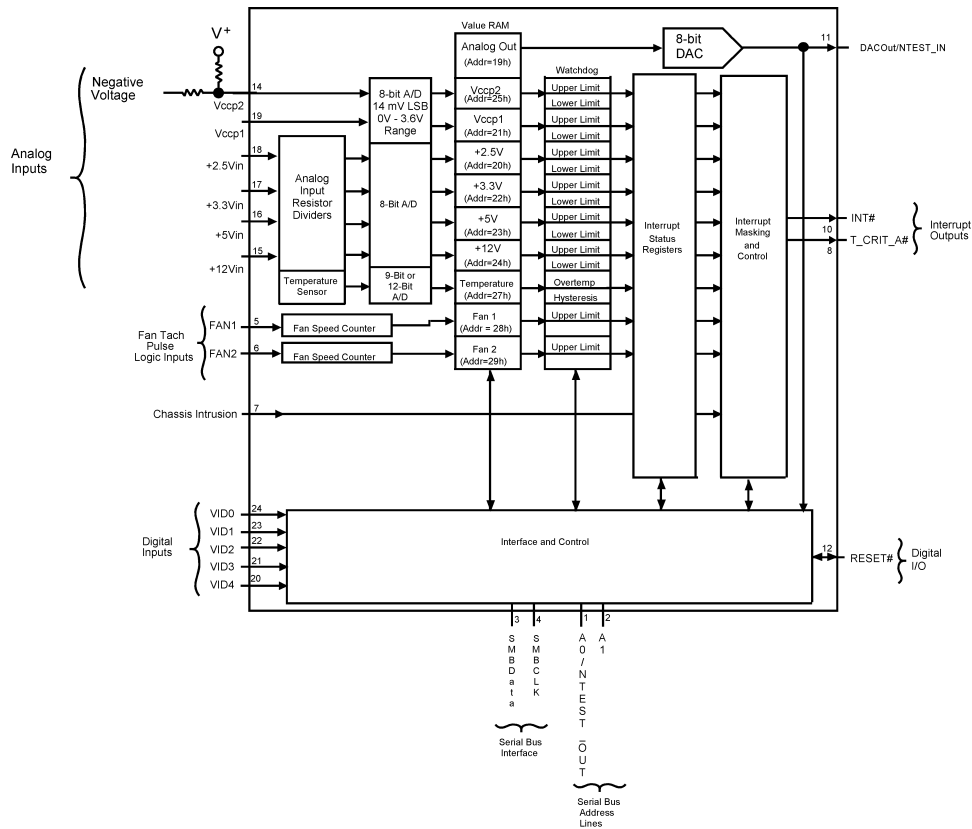 Value RAM
Analog Out
(Addr=19h)
8-bit
DAC
11
DACOut/NTEST_IN
V+
Negative
Voltage
14
Vccp2
19
Vccp1
8-bit A/D
14 mV LSB
0V - 3.6V
Range
Vccp2
(Addr=25h)
Vccp1
(Addr=21h)
+2.5V
(Addr=20h)
+3.3V
(Addr=22h)
+5V
(Addr=23h)
+12V
(Addr=24h)
Temperature
(Addr=27h)
Fan 1
(Addr = 28h)
Fan 2
(Addr=29h)
Watchdog
Upper Limit
Lower Limit
Upper Limit
Lower Limit
Upper Limit
Lower Limit
Upper Limit
Lower Limit
Upper Limit
Lower Limit
Upper Limit
Lower Limit
Overtemp
Hysteresis
Upper Limit
Upper Limit
Analog
Inputs
18
+2.5Vin
17
+3.3Vin
16
+5Vin
15
+12Vin
Analog
Input
Resistor
Dividers
8-Bit A/D
Temperature
Sensor
9-Bit or
12-Bit
A/D
Interrupt
Status
Registers
Interrupt
Masking
and
Control
INT#
10
T_CRIT_A#
8
Interrupt
Outputs
Fan Tach
Pulse
Logic Inputs
FAN1
5
Fan Speed Counter
FAN2
6
Fan Speed Counter
Chassis Intrusion
7
Digital
Inputs
VID0
24
VID1
23
VID2
22
VID3
21
VID4
20
Interface and Control
12
RESET#
Digital
I/O
3
4
1
2
SMBData
SMBCLK
A0/NTEST_OUT
A1
Serial Bus
Interface
Serial Bus
Address
Lines